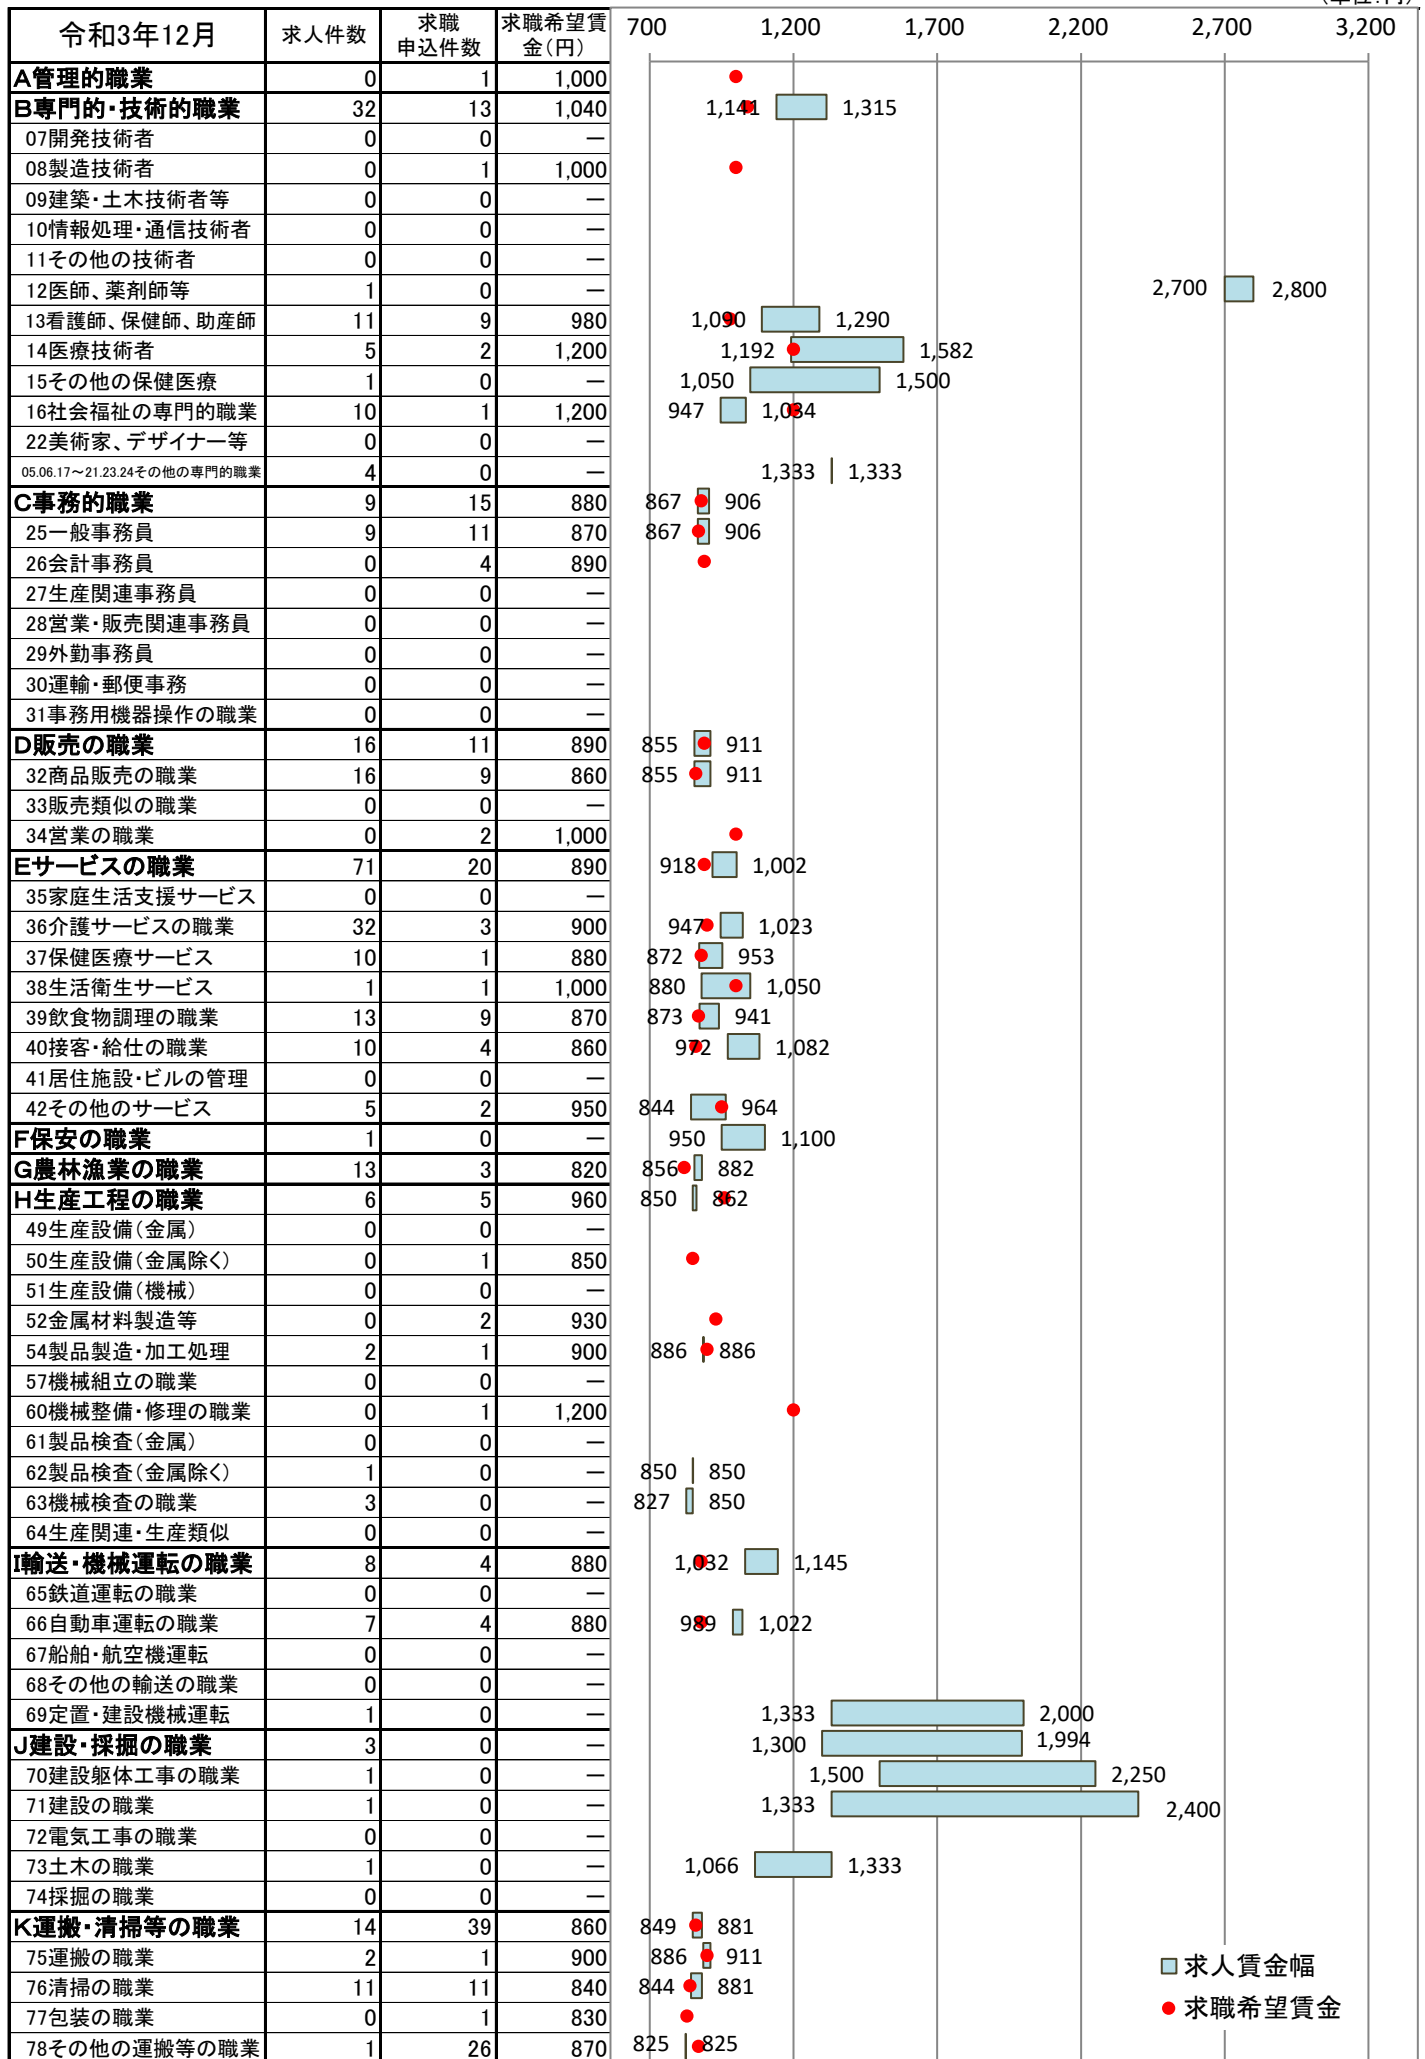 (単位:円)
令和3年12月 求人件数 求職申込件数 求職希望賃金(円) 700 1,200 1,700 2,200 2,700 3,200
A管理的職業 0 1 1,000
B専門的・技術的職業 32 13 1,040 1,141 1,315
07開発技術者 0 0 ―
08製造技術者 0 1 1,000
09建築・土木技術者等 0 0 ―
10情報処理・通信技術者 0 0 ―
11その他の技術者 0 0 ―
12医師、薬剤師等 1 0 ― 2,700 2,800
13看護師、保健師、助産師 11 9 980 1,090 1,290
14医療技術者 5 2 1,200 1,192 1,582
15その他の保健医療 1 0 ― 1,050 1,500
16社会福祉の専門的職業 10 1 1,200 947 1,034
22美術家、デザイナー等 0 0 ―
05.06.17~21.23.24その他の専門的職業 4 0 ― 1,333 1,333
C事務的職業 9 15 880 867 906
25一般事務員 9 11 870 867 906
26会計事務員 0 4 890
27生産関連事務員 0 0 ―
28営業・販売関連事務員 0 0 ―
29外勤事務員 0 0 ―
30運輸・郵便事務 0 0 ―
31事務用機器操作の職業 0 0 ―
D販売の職業 16 11 890 855 911
32商品販売の職業 16 9 860 855 911
33販売類似の職業 0 0 ―
34営業の職業 0 2 1,000
Eサービスの職業 71 20 890 918 1,002
35家庭生活支援サービス 0 0 ―
36介護サービスの職業 32 3 900 947 1,023
37保健医療サービス 10 1 880 872 953
38生活衛生サービス 1 1 1,000 880 1,050
39飲食物調理の職業 13 9 870 873 941
40接客・給仕の職業 10 4 860 972 1,082
41居住施設・ビルの管理 0 0 ―
42その他のサービス 5 2 950 844 964
F保安の職業 1 0 ― 950 1,100
G農林漁業の職業 13 3 820 856 882
H生産工程の職業 6 5 960 850 862
49生産設備(金属) 0 0 ―
50生産設備(金属除く) 0 1 850
51生産設備(機械) 0 0 ―
52金属材料製造等 0 2 930
54製品製造・加工処理 2 1 900 886 886
57機械組立の職業 0 0 ―
60機械整備・修理の職業 0 1 1,200
61製品検査(金属) 0 0 ―
62製品検査(金属除く) 1 0 ― 850 850
63機械検査の職業 3 0 ― 827 850
64生産関連・生産類似 0 0 ―
I輸送・機械運転の職業 8 4 880 1,032 1,145
65鉄道運転の職業 0 0 ―
66自動車運転の職業 7 4 880 989 1,022
67船舶・航空機運転 0 0 ―
68その他の輸送の職業 0 0 ―
69定置・建設機械運転 1 0 ― 1,333 2,000
J建設・採掘の職業 3 0 ― 1,300 1,994
70建設躯体工事の職業 1 0 ― 1,500 2,250
71建設の職業 1 0 ― 1,333 2,400
72電気工事の職業 0 0 ―
73土木の職業 1 0 ― 1,066 1,333
74採掘の職業 0 0 ―
K運搬・清掃等の職業 14 39 860 849 881
75運搬の職業 2 1 900 886 911
76清掃の職業 11 11 840 844 881
77包装の職業 0 1 830
78その他の運搬等の職業 1 26 870 825 825
求人賃金幅
求職希望賃金